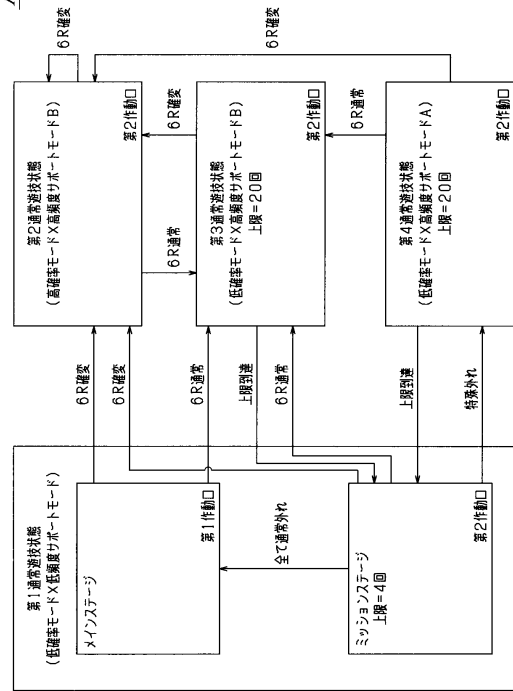 第1通常遊技状態
(低確率モード×低頻度サポートモード)
メインステージ
第1作動口
全て通常外れ
ミッションステージ
上限=4回
第2作動口
6R確変
6R確変
6R通常
上限到達
6R通常
上限到達
特殊外れ
第2通常遊技状態
(高確率モード×高頻度サポートモードB)
第2作動口
6R確変
6R通常
6R確変
第3通常遊技状態
(低確率モード×高頻度サポートモードB)
上限=20回
第2作動口
6R通常
6R確変
第4通常遊技状態
(低確率モード×高頻度サポートモードA)
上限=20回
第2作動口